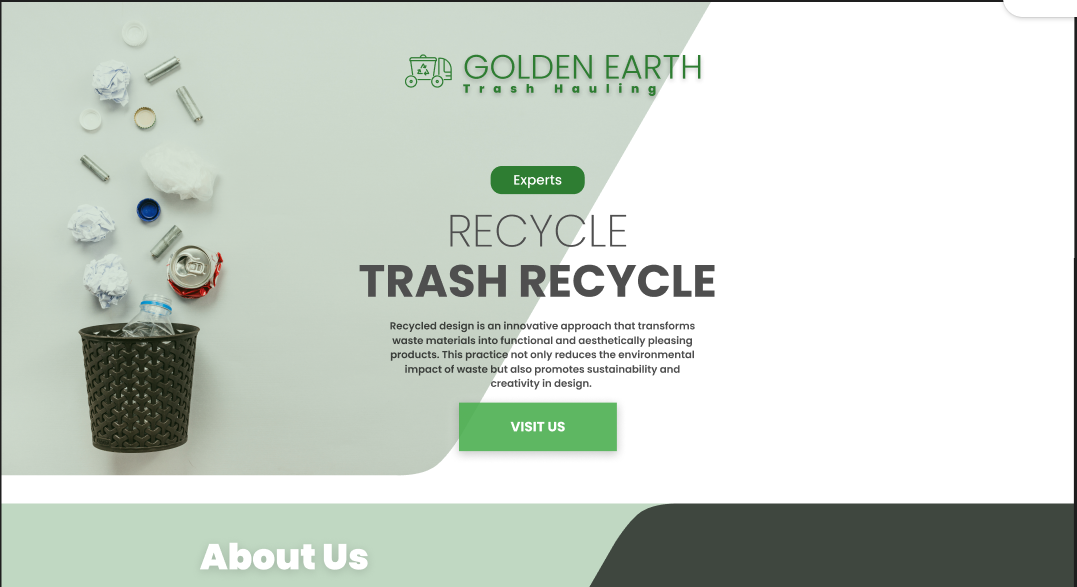 GOLDEN EARTH
Trash Hauling
Experts
RECYCLE
TRASH RECYCLE
Recycled design is an innovative approach that transforms
waste materials into functional and aesthetically pleasing
products. This practice not only reduces the environmental
impact of waste but also promotes sustainability and
creativity in design.
VISIT US
About Us